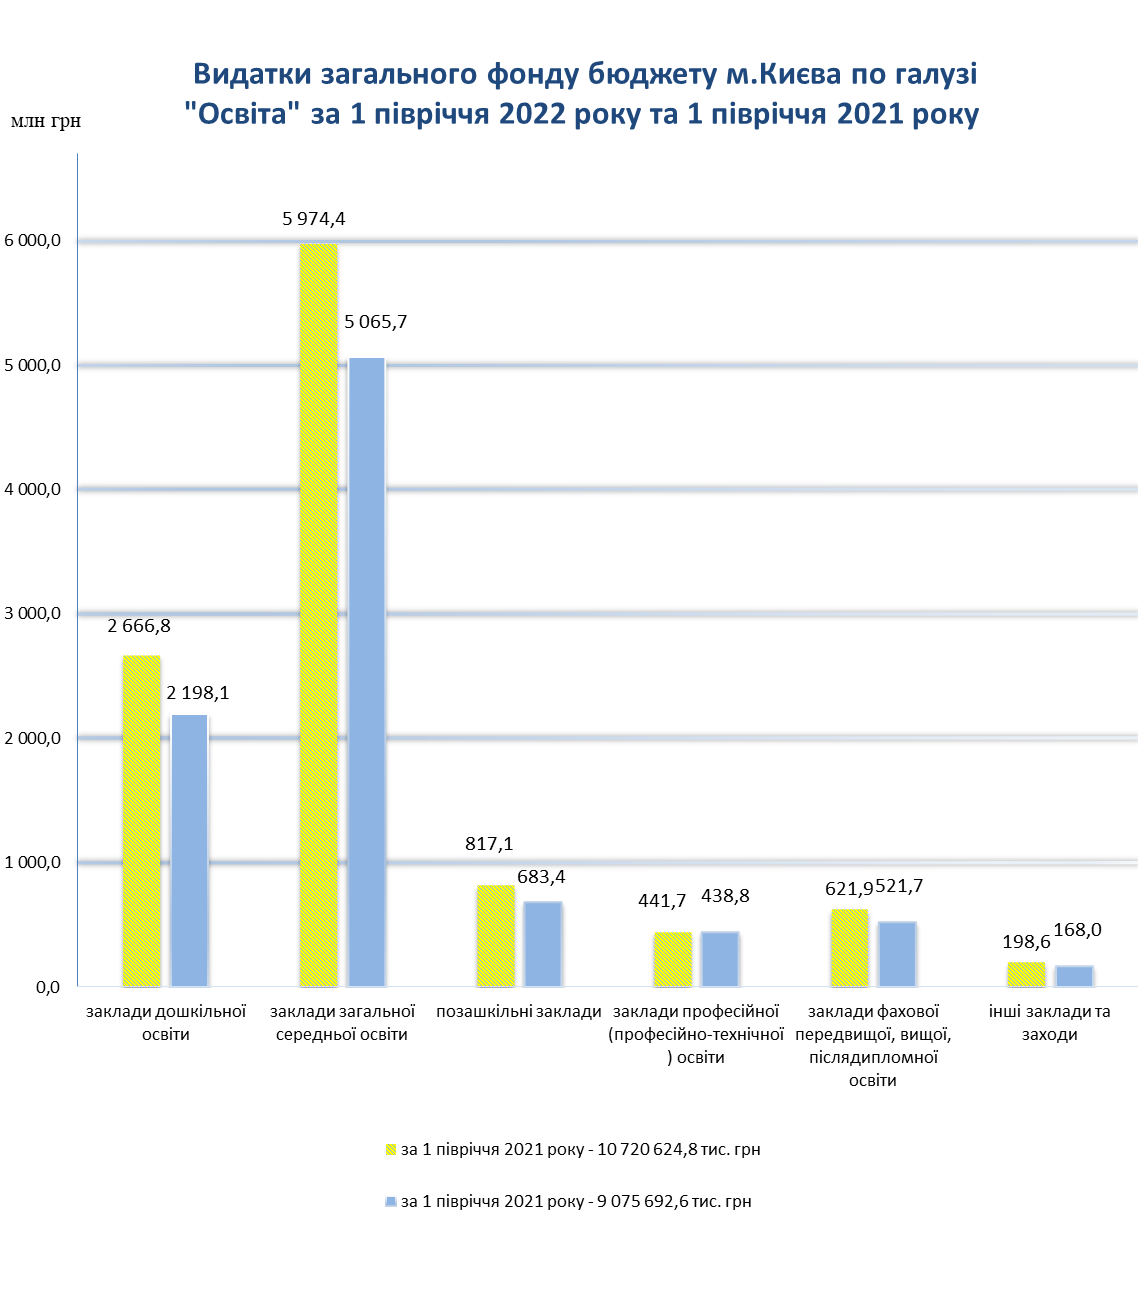 Видатки загального фонду бюджету м.Києва по галузі
"Освіта" за 1 півріччя 2022 року та 1 півріччя 2021 року
млн грн
6 000,0
5 000,0
4 000,0
3 000,0
2 000,0
1 000,0
0,0
2 666,8
2 198,1
5 974,4
5 065,7
817,1
683,4
441,7
438,8
621,9
521,7
198,6
168,0
заклади дошкільної
освіти
заклади загальної
середньої освіти
позашкільні заклади
заклади професійної
(професійно-технічної
) освіти
заклади фахової
передвищої, вищої,
післядипломної
освіти
інші заклади та
заходи
за 1 півріччя 2021 року - 10 720 624,8 тис. грн
за 1 півріччя 2021 року - 9 075 692,6 тис. грн